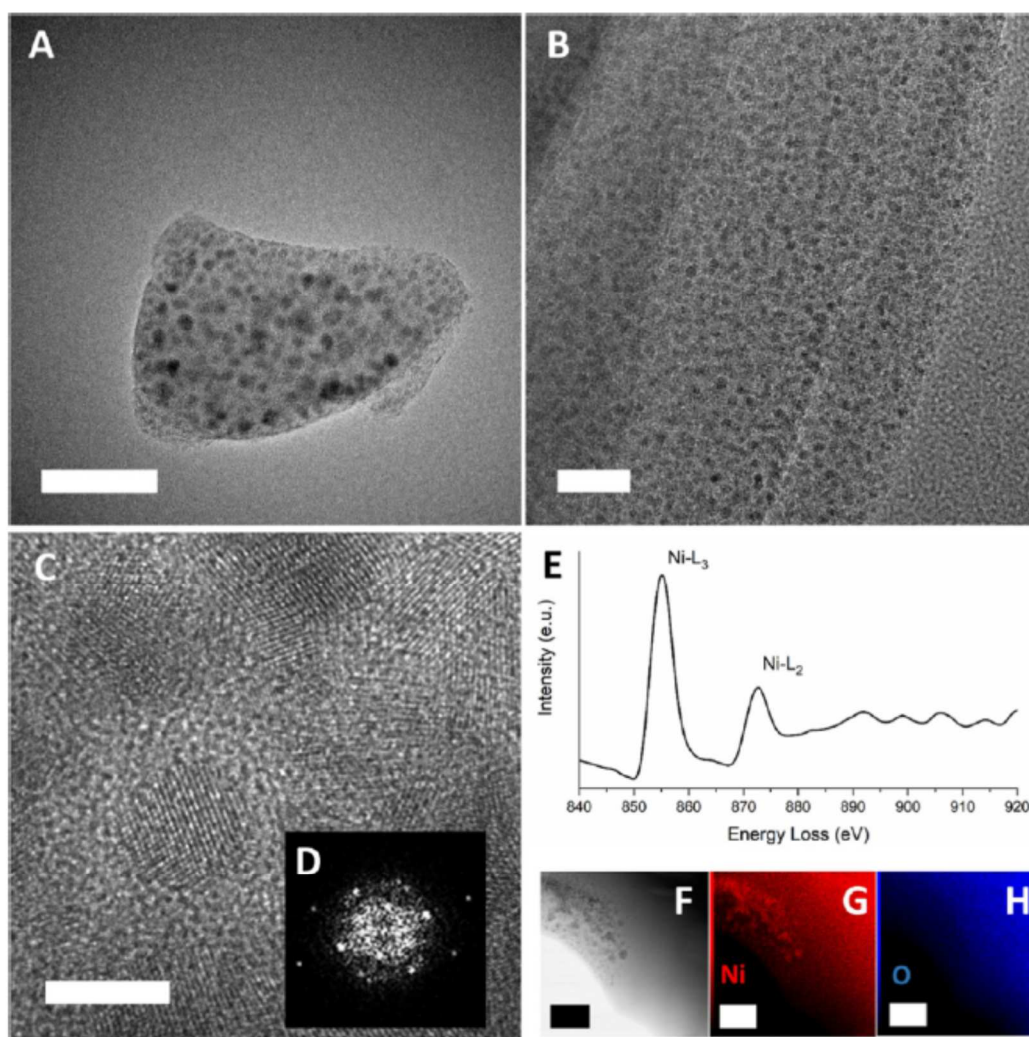 A
B
C
D
E
Ni-L₃
Ni-L₂
Intensity (e.u.)
840 850 860 870 880 890 900 910 920
Energy Loss (eV)
F
G
H
Ni
O